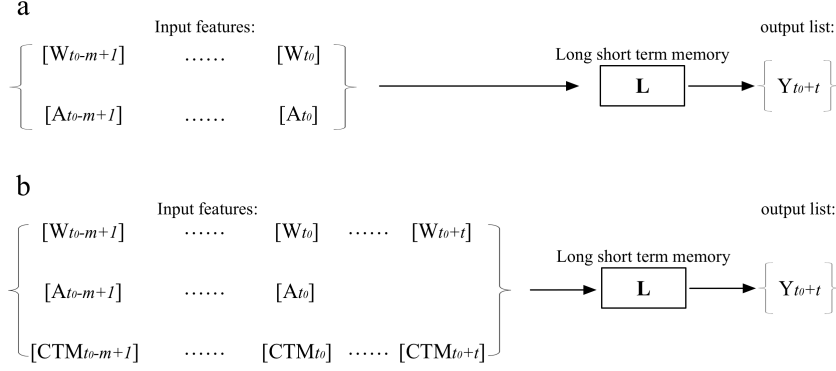 a
Input features:
output list:
[Wt0-m+1] ...... [Wt0]
Long short term memory
L
{Yt0+t}
[At0-m+1] ...... [At0]
b
Input features:
output list:
[Wt0-m+1] ...... [Wt0] ...... [Wt0+t]
Long short term memory
[At0-m+1] ...... [At0]
L
{Yt0+t}
[CTMt0-m+1] ...... [CTMt0] ...... [CTMt0+t]